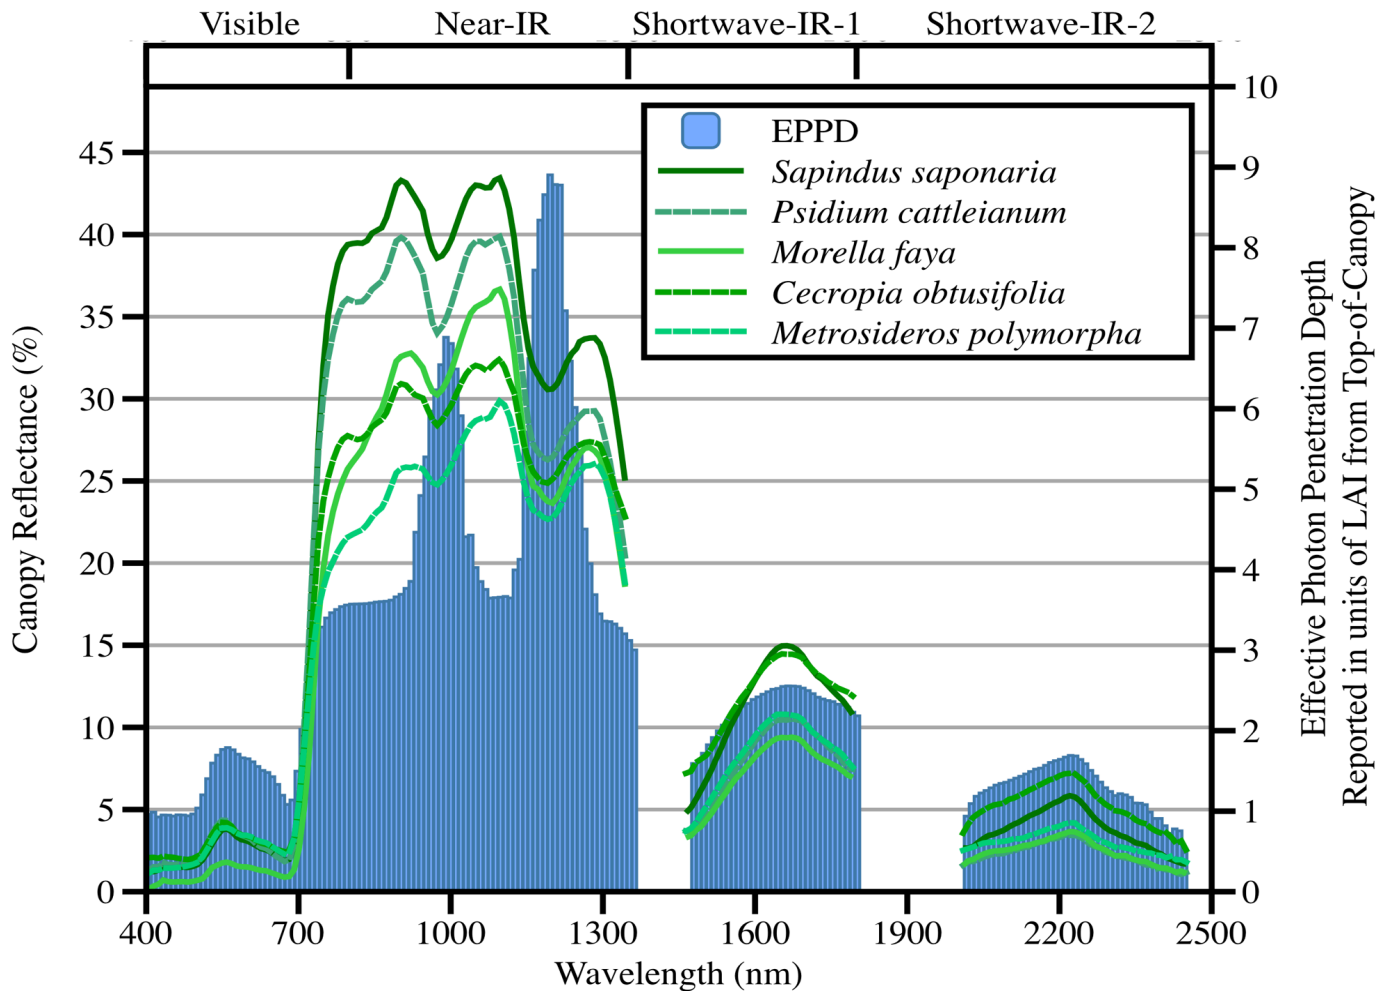 Visible Near-IR Shortwave-IR-1 Shortwave-IR-2
10
EPPD
45
9
Sapindus saponaria
Psidium cattleianum
40
8
Morella faya
Cecropia obtusifolia
35
7
Metrosideros polymorpha
30
6
25
5
20
4
15
3
10
2
5
1
0
0
400 700 1000 1300 1600 1900 2200 2500
Wavelength (nm)
Canopy Reflectance (%)
Effective Photon Penetration Depth
Reported in units of LAI from Top-of-Canopy